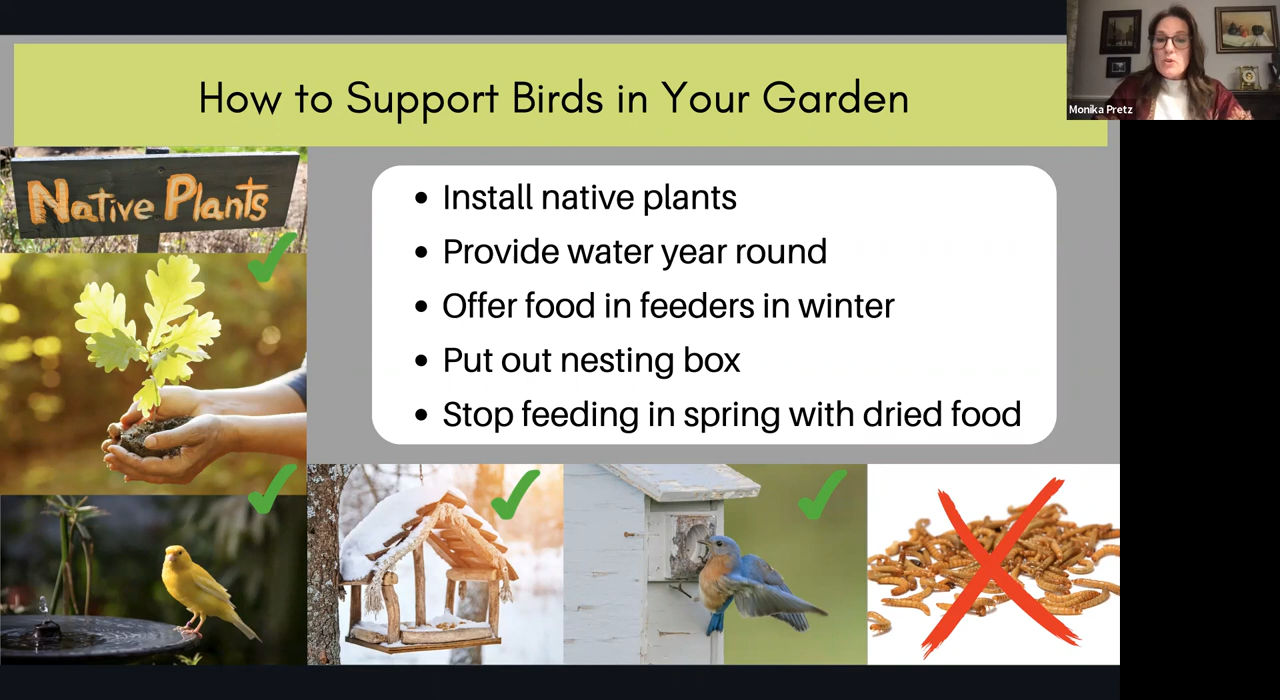 How to Support Birds in Your Garden
Monika Pretz
Native Plants
• Install native plants
• Provide water year round
• Offer food in feeders in winter
• Put out nesting box
• Stop feeding in spring with dried food